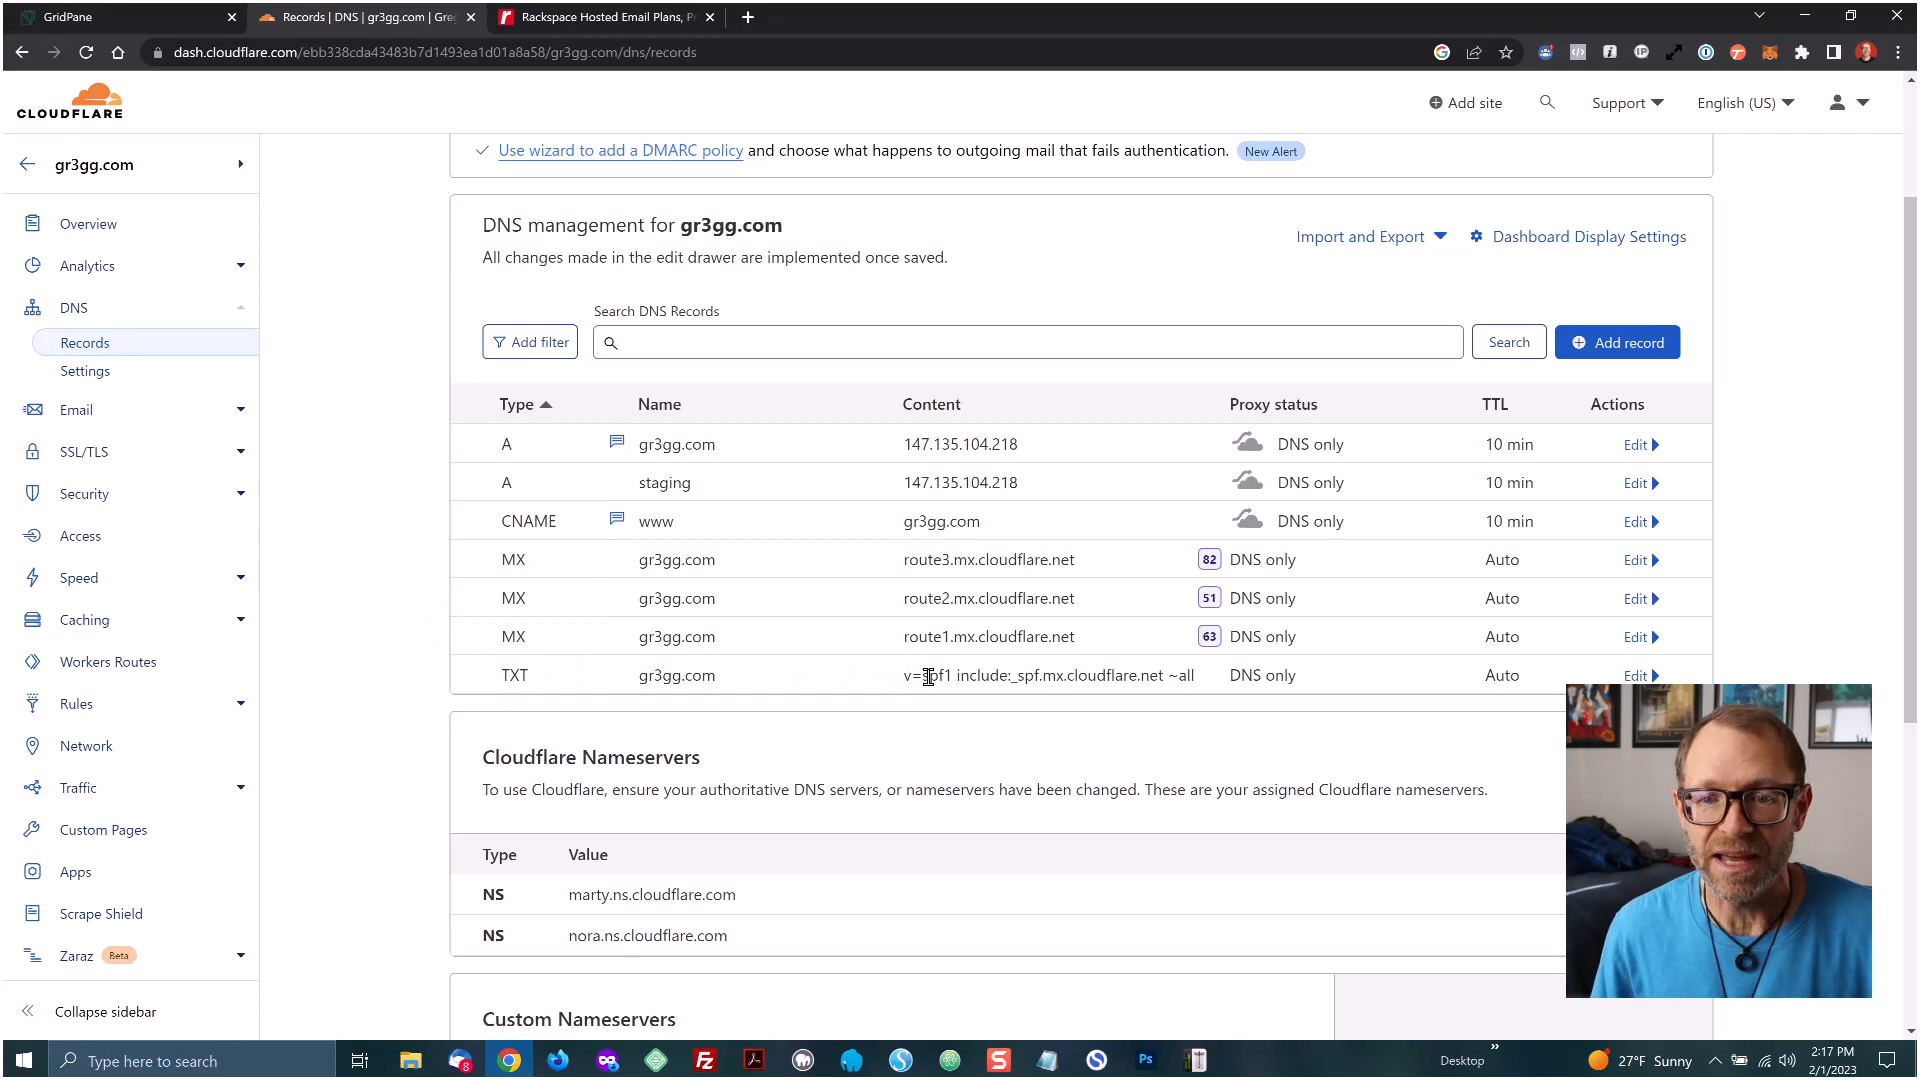 GridPane
Records | DNS | gr3gg.com | Greg
Rackspace Hosted Email Plans, P
dash.cloudflare.com/ebb338cda43483b7d1493ea1d01a8a58/gr3gg.com/dns/records
CLOUDFLARE
Add site
Support
English (US)
gr3gg.com
Overview
Analytics
DNS
Records
Settings
Email
SSL/TLS
Security
Access
Speed
Caching
Workers Routes
Rules
Network
Traffic
Custom Pages
Apps
Scrape Shield
Zaraz Beta
Collapse sidebar
Use wizard to add a DMARC policy and choose what happens to outgoing mail that fails authentication. New Alert
DNS management for gr3gg.com
All changes made in the edit drawer are implemented once saved.
Import and Export
Dashboard Display Settings
Search DNS Records
Add filter
Search
Add record
Type Name Content Proxy status TTL Actions
A gr3gg.com 147.135.104.218 DNS only 10 min Edit
A staging 147.135.104.218 DNS only 10 min Edit
CNAME www gr3gg.com DNS only 10 min Edit
MX gr3gg.com route3.mx.cloudflare.net 82 DNS only Auto Edit
MX gr3gg.com route2.mx.cloudflare.net 51 DNS only Auto Edit
MX gr3gg.com route1.mx.cloudflare.net 63 DNS only Auto Edit
TXT gr3gg.com v=spf1 include:_spf.mx.cloudflare.net ~all DNS only Auto Edit
Cloudflare Nameservers
To use Cloudflare, ensure your authoritative DNS servers, or nameservers have been changed. These are your assigned Cloudflare nameservers.
Type Value
NS marty.ns.cloudflare.com
NS nora.ns.cloudflare.com
Custom Nameservers
Type here to search
8
Ps
Desktop
27°F Sunny
2:17 PM
2/1/2023